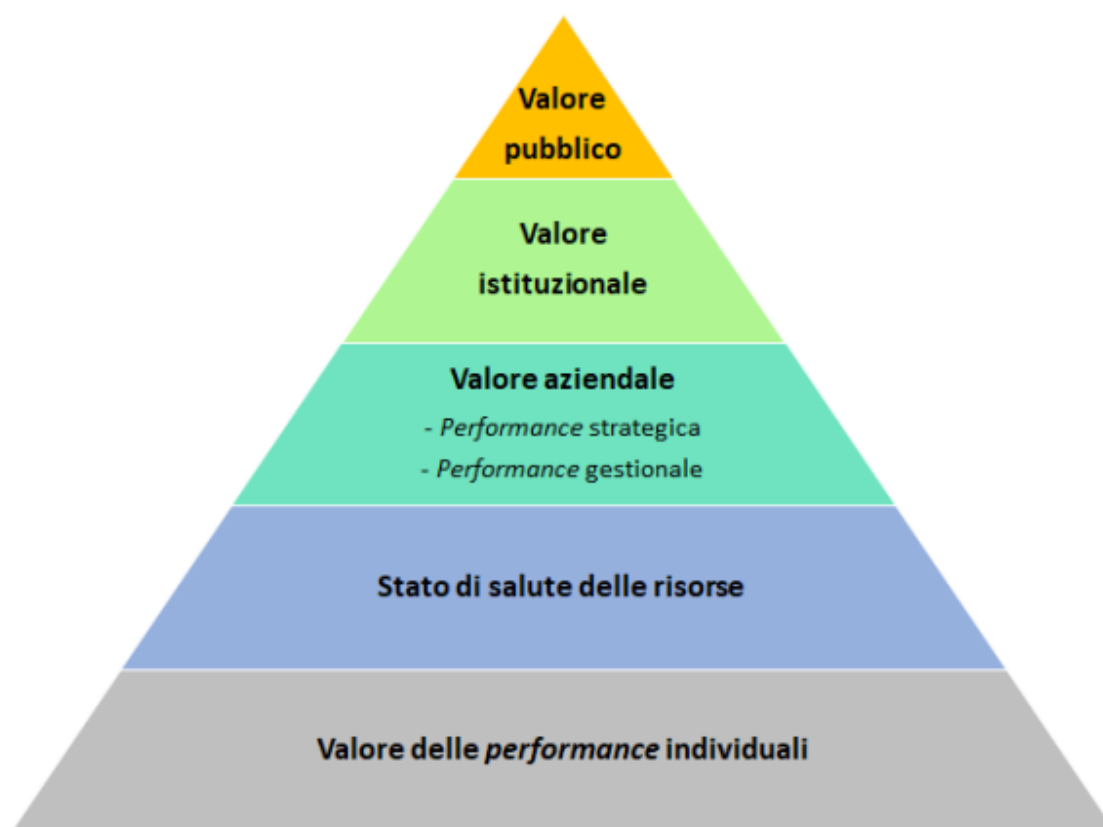 Valore
pubblico
Valore
istituzionale
Valore aziendale
- Performance strategica
- Performance gestionale
Stato di salute delle risorse
Valore delle performance individuali